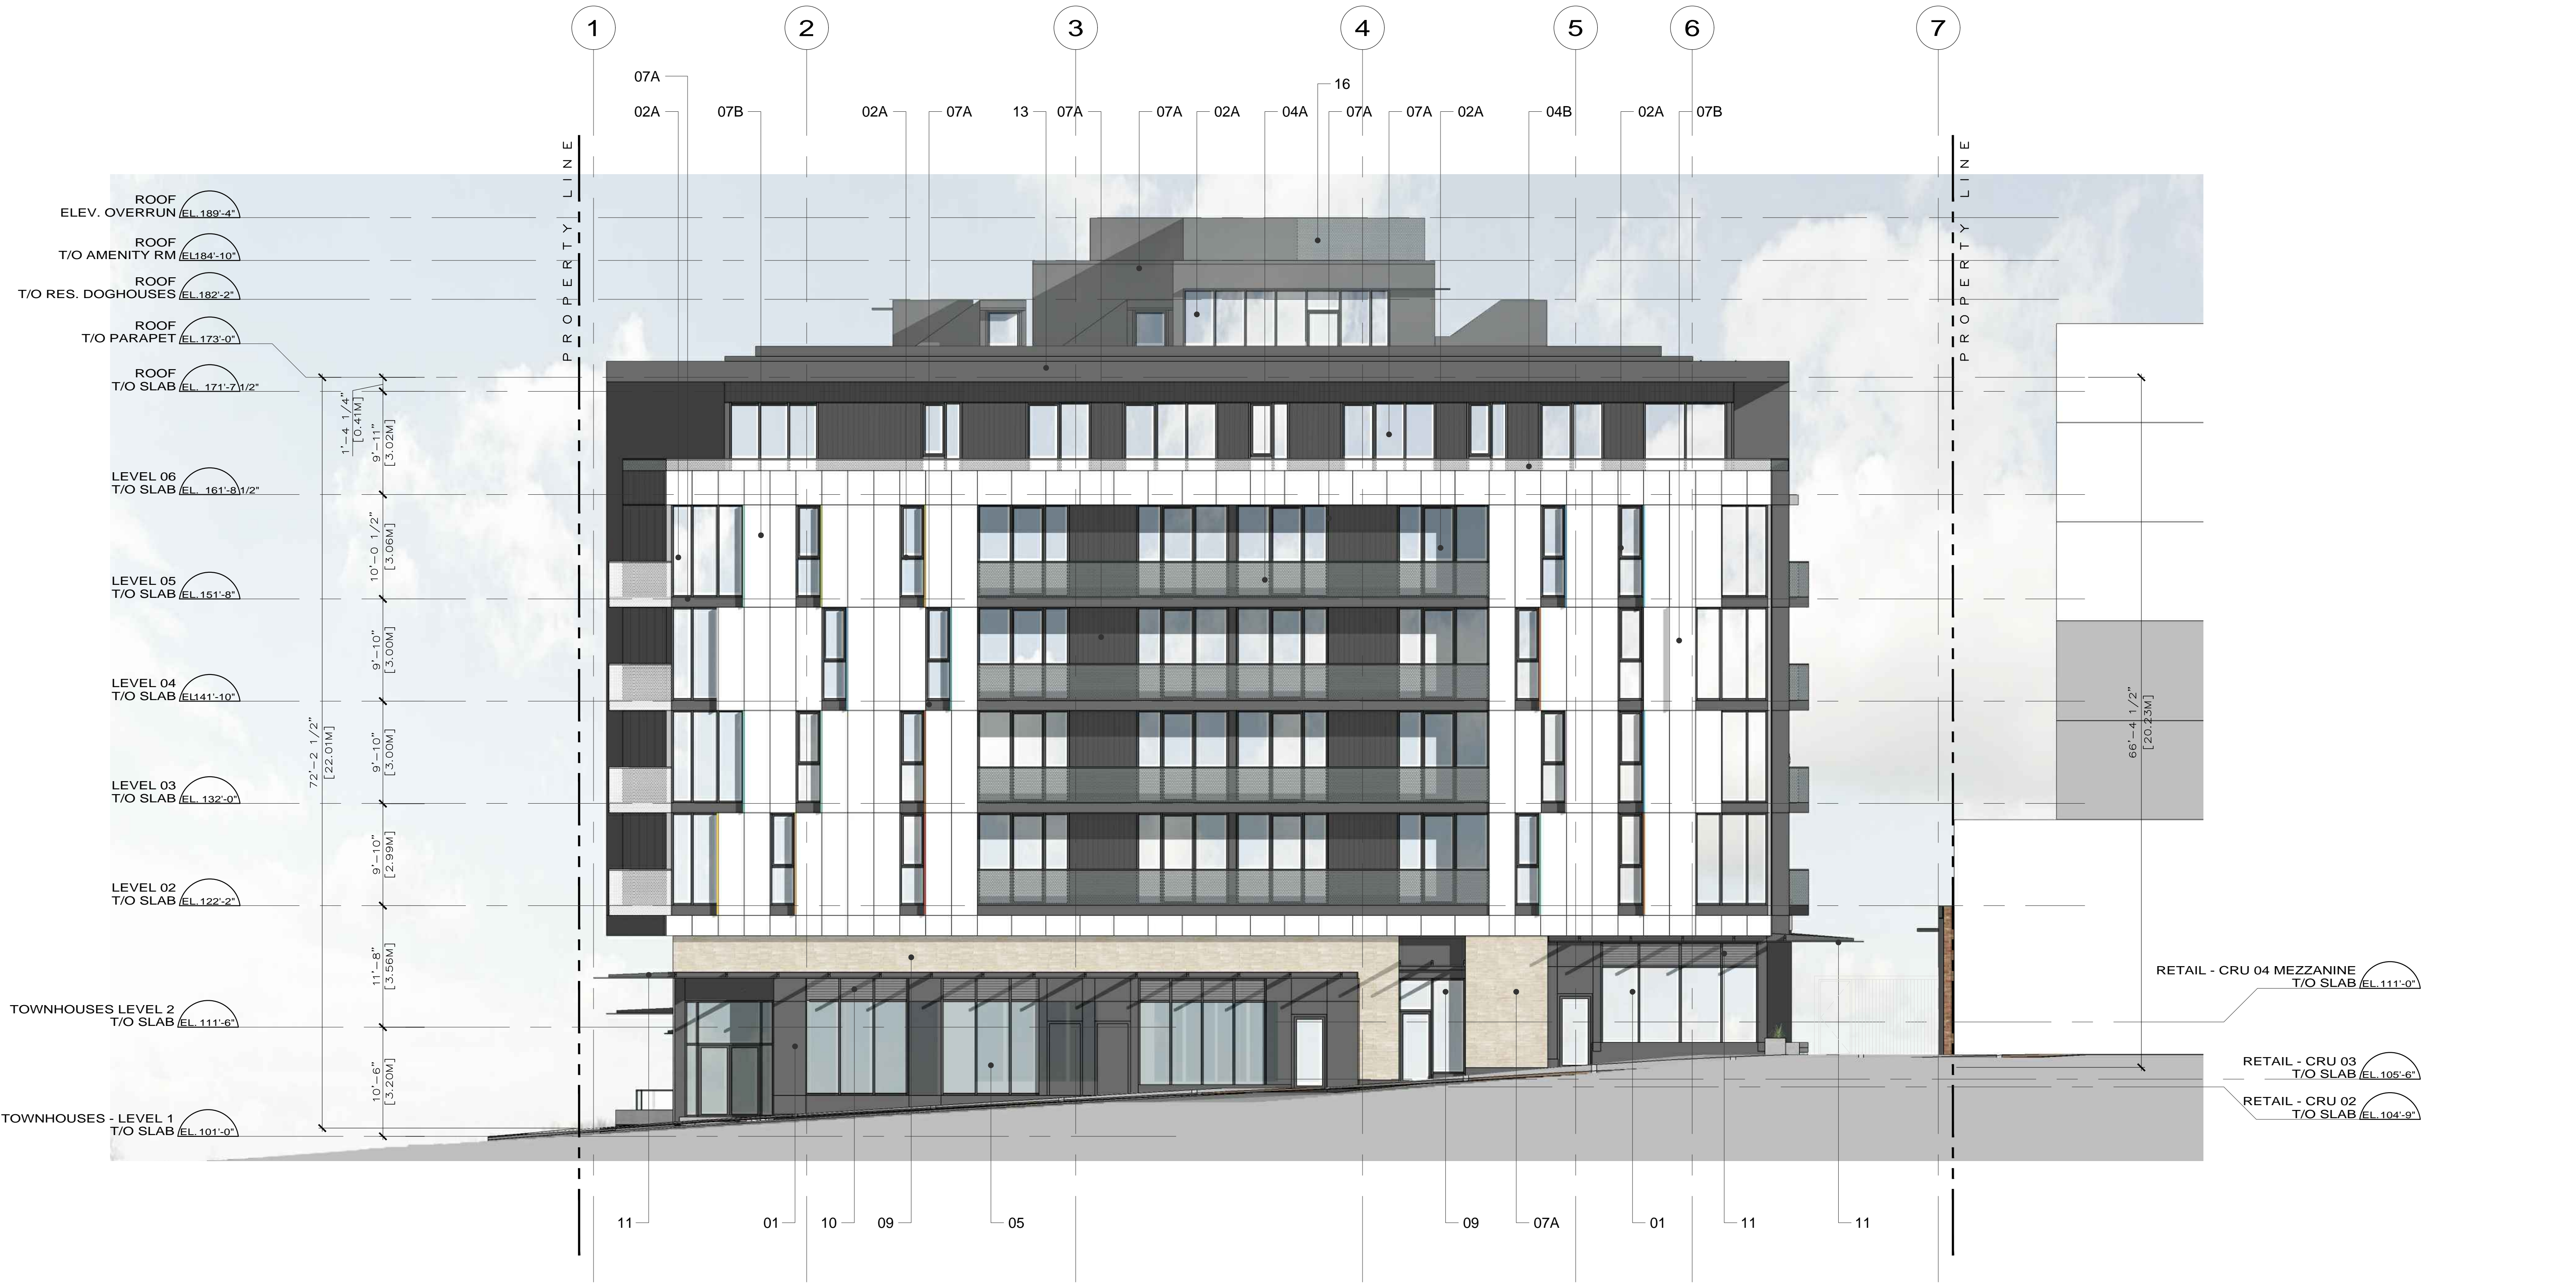 1 2 3 4 5 6 7
07A
16
02A 07B 02A 07A 13 07A 07A 02A 04A 07A 07A 02A 04B 02A 07B
PROPERTY LINE
PROPERTY LINE
ROOF
ELEV. OVERRUN EL.189'-4"
ROOF
T/O AMENITY RM EL184'-10"
ROOF
T/O RES. DOGHOUSES EL.182'-2"
ROOF
T/O PARAPET EL.173'-0"
ROOF
T/O SLAB EL. 171'-7 1/2"
1'-4 1/4"
[0.41M]
9'-11"
[3.02M]
LEVEL 06
T/O SLAB EL. 161'-8 1/2"
10'-0 1/2"
[3.06M]
LEVEL 05
T/O SLAB EL.151'-8"
9'-10"
[3.00M]
LEVEL 04
T/O SLAB EL141'-10"
72'-2 1/2"
[22.01M]
9'-10"
[3.00M]
66'-4 1/2"
[20.23M]
LEVEL 03
T/O SLAB EL. 132'-0"
9'-10"
[2.99M]
LEVEL 02
T/O SLAB EL.122'-2"
11'-8"
[3.56M]
RETAIL - CRU 04 MEZZANINE
T/O SLAB EL.111'-0"
TOWNHOUSES LEVEL 2
T/O SLAB EL. 111'-6"
10'-6"
[3.20M]
RETAIL - CRU 03
T/O SLAB EL.105'-6"
RETAIL - CRU 02
T/O SLAB EL.104'-9"
TOWNHOUSES - LEVEL 1
T/O SLAB EL. 101'-0"
11 01 10 09 05 09 07A 01 11 11